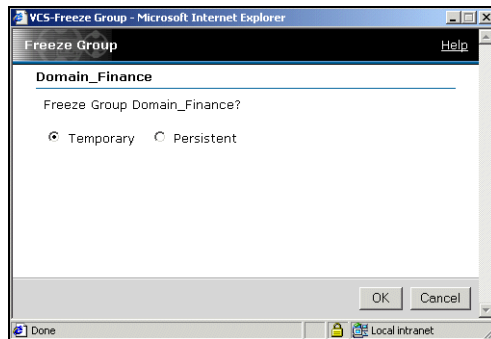 VCS-Freeze Group - Microsoft Internet Explorer
Freeze Group
Help
Domain_Finance
Freeze Group Domain_Finance?
Temporary Persistent
OK Cancel
Done
Local intranet